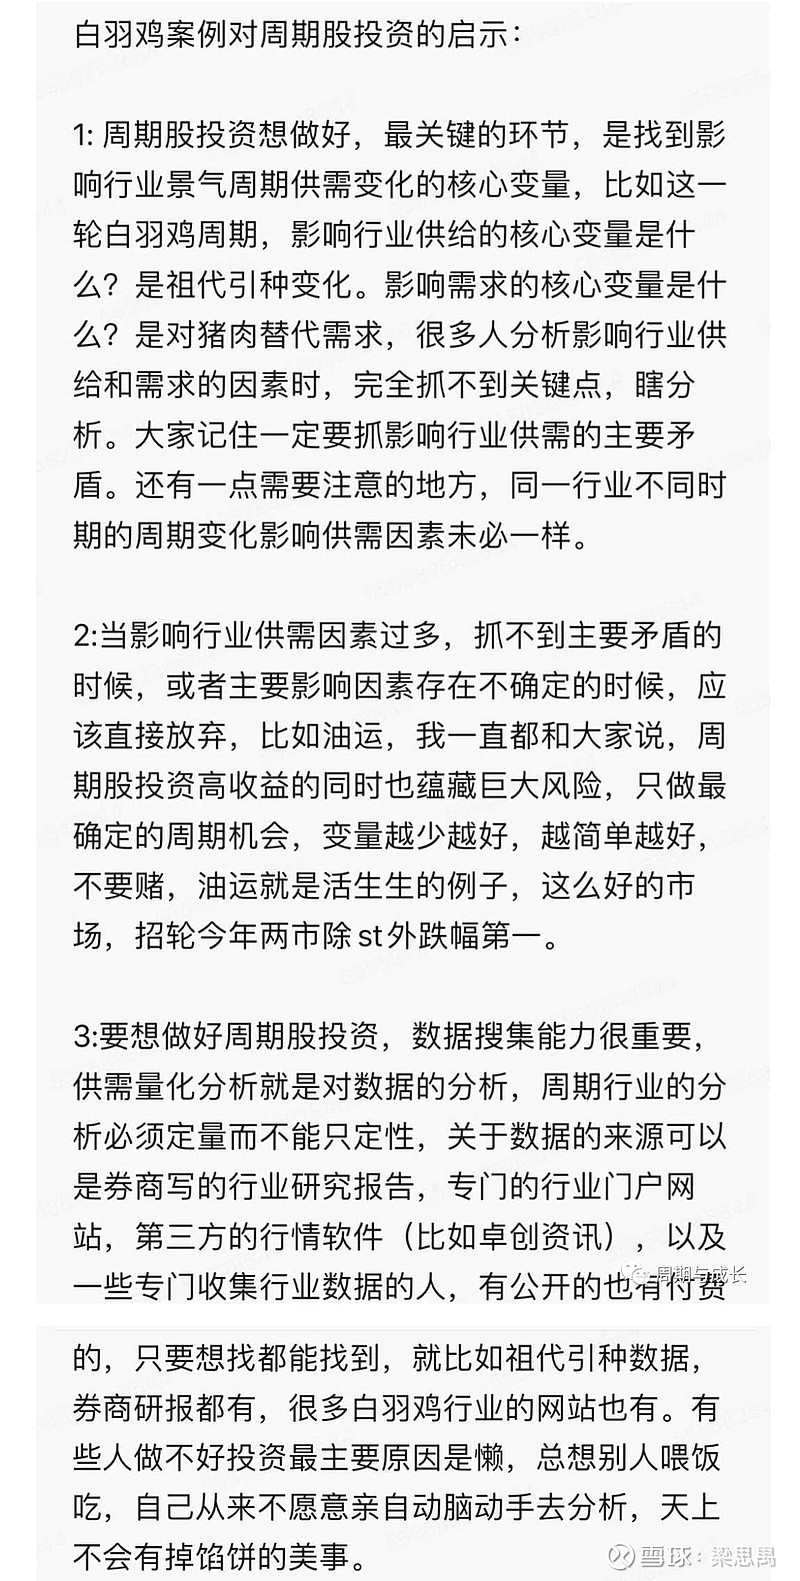 白羽鸡案例对周期股投资的启示：
1: 周期股投资想做好，最关键的环节，是找到影
响行业景气周期供需变化的核心变量，比如这一
轮白羽鸡周期，影响行业供给的核心变量是什
么？是祖代引种变化。影响需求的核心变量是什
么？是对猪肉替代需求，很多人分析影响行业供
给和需求的因素时，完全抓不到关键点，瞎分
析。大家记住一定要抓影响行业供需的主要矛
盾。还有一点需要注意的地方，同一行业不同时
期的周期变化影响供需因素未必一样。
2:当影响行业供需因素过多，抓不到主要矛盾的
时候，或者主要影响因素存在不确定的时候，应
该直接放弃，比如油运，我一直都和大家说，周
期股投资高收益的同时也蕴藏巨大风险，只做最
确定的周期机会，变量越少越好，越简单越好，
不要赌，油运就是活生生的例子，这么好的市
场，招轮今年两市除st外跌幅第一。
3:要想做好周期股投资，数据搜集能力很重要，
供需量化分析就是对数据的分析，周期行业的分
析必须定量而不能只定性，关于数据的来源可以
是券商写的行业研究报告，专门的行业门户网
站，第三方的行情软件（比如卓创资讯），以及
一些专门收集行业数据的人，有公开的也有付费
周期与成长
的，只要想找都能找到，就比如祖代引种数据，
券商研报都有，很多白羽鸡行业的网站也有。有
些人做不好投资最主要原因是懒，总想别人喂饭
吃，自己从来不愿意亲自动脑动手去分析，天上
不会有掉馅饼的美事。
雪球：梁思禺